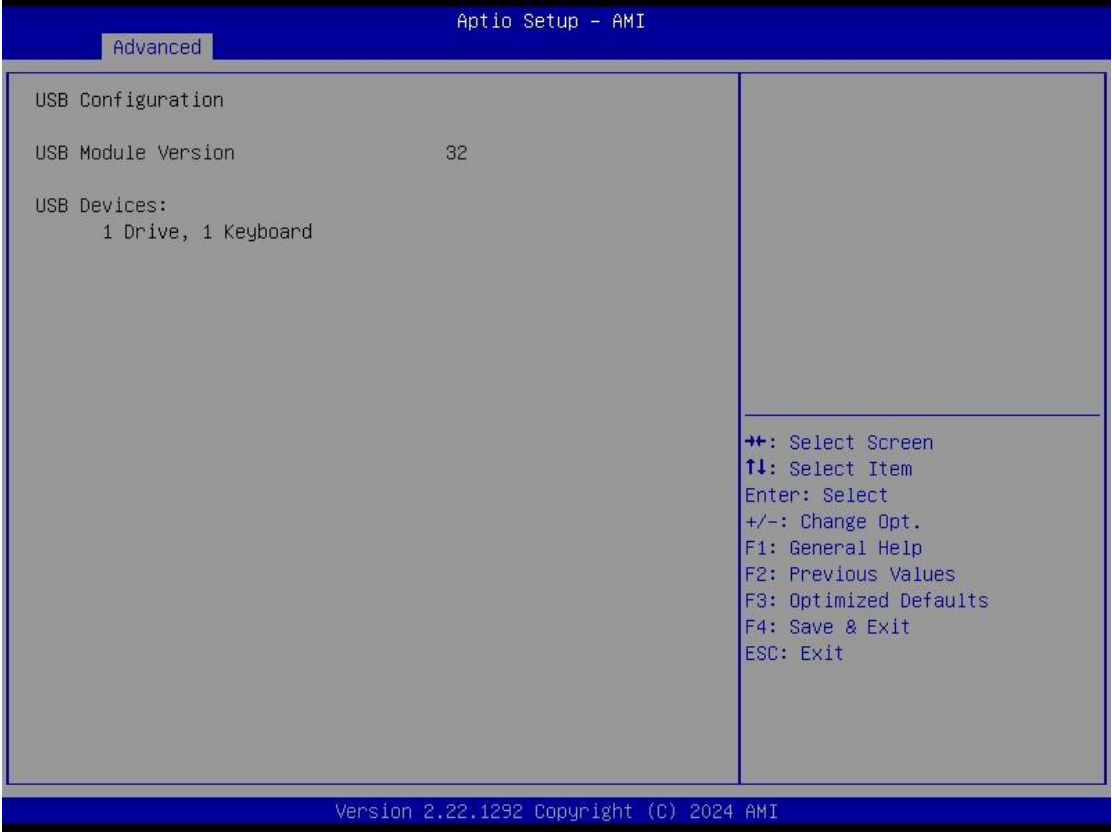 Aptio Setup – AMI
Advanced
USB Configuration
USB Module Version 32
USB Devices:
1 Drive, 1 Keyboard
→←: Select Screen
↑↓: Select Item
Enter: Select
+/-: Change Opt.
F1: General Help
F2: Previous Values
F3: Optimized Defaults
F4: Save & Exit
ESC: Exit
Version 2.22.1292 Copyright (C) 2024 AMI